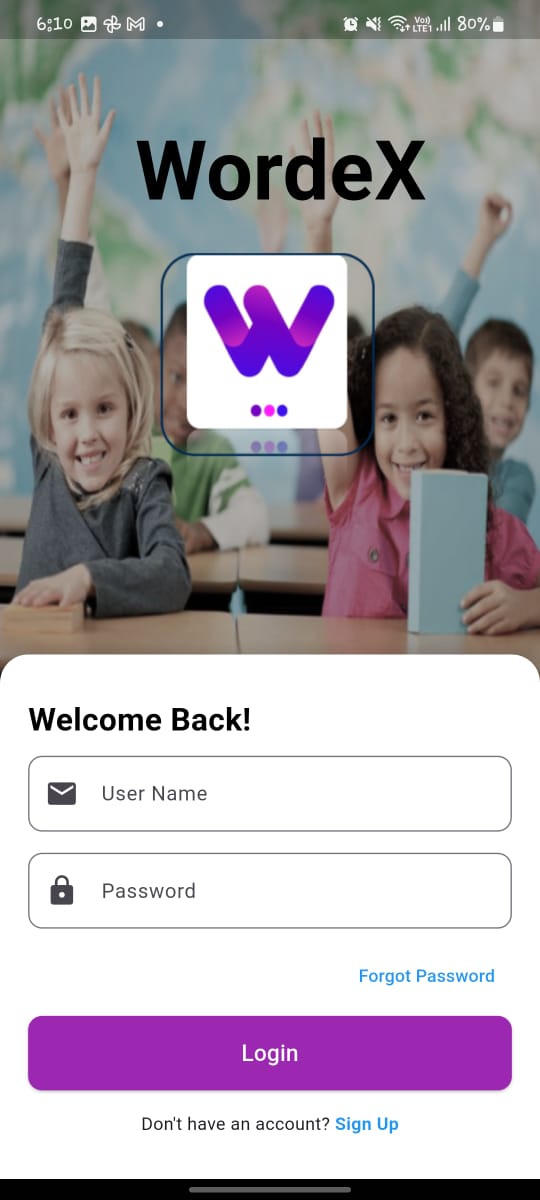 6:10
Vo)) LTE1 80%
WordeX
W
Welcome Back!
User Name
Password
Forgot Password
Login
Don't have an account? Sign Up